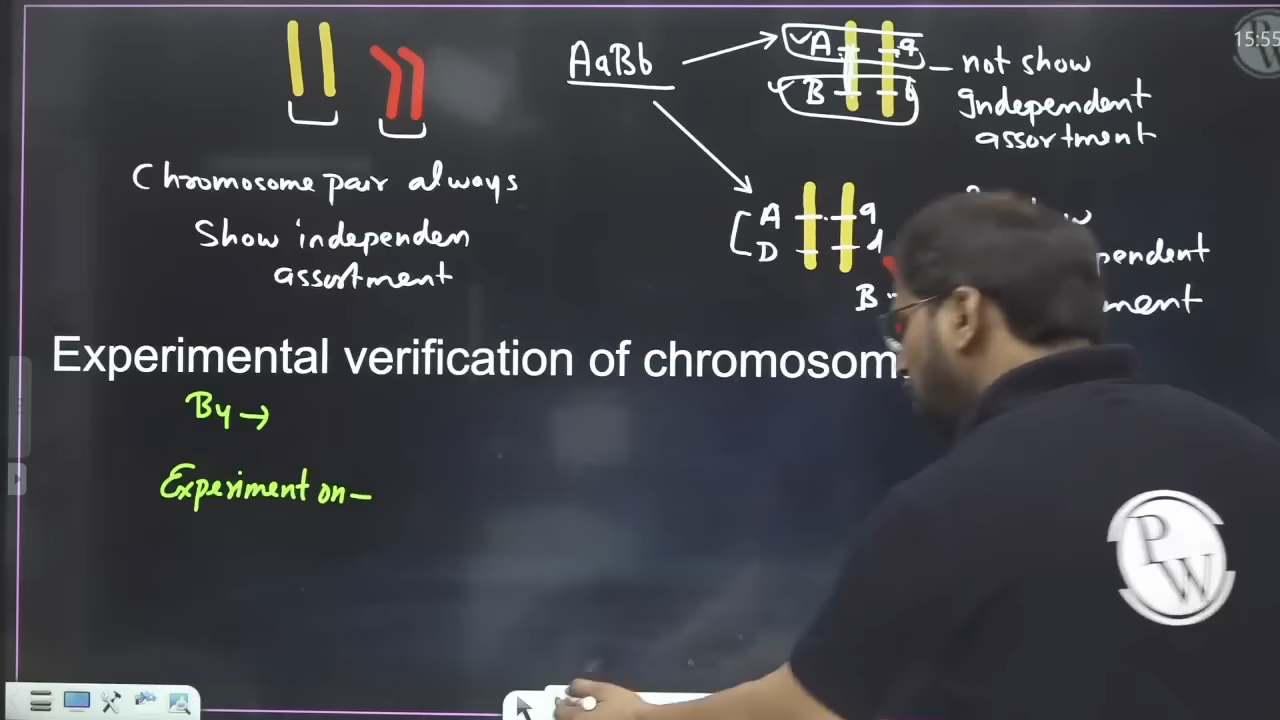 AaBb
A a
B b
not show
independent
assortment
Chromosome pair always
Show independen
assortment
A a
D d
B
pendent
ment
Experimental verification of chromosom
By →
Experiment on –
15:55
PW